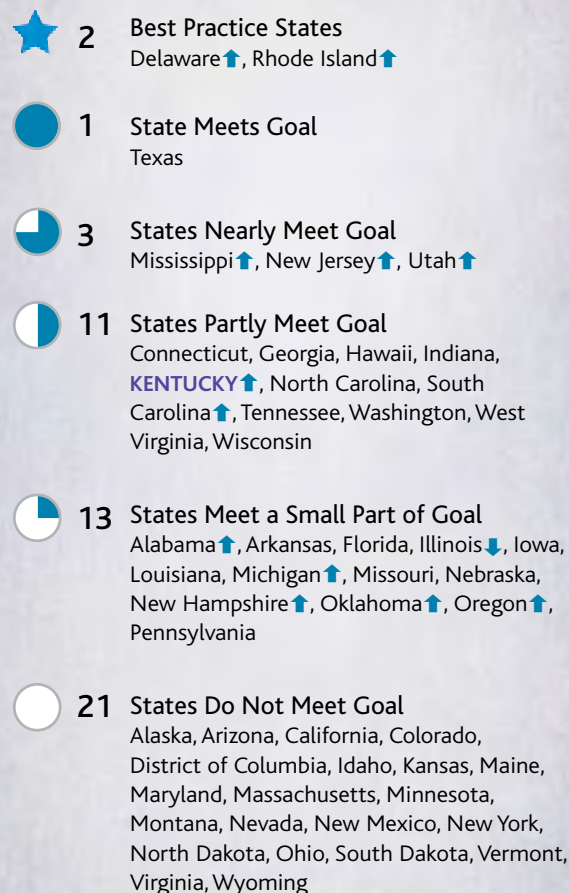 2 Best Practice States
Delaware⬆, Rhode Island⬆
1 State Meets Goal
Texas
3 States Nearly Meet Goal
Mississippi⬆, New Jersey⬆, Utah⬆
11 States Partly Meet Goal
Connecticut, Georgia, Hawaii, Indiana,
KENTUCKY⬆, North Carolina, South
Carolina⬆, Tennessee, Washington, West
Virginia, Wisconsin
13 States Meet a Small Part of Goal
Alabama⬆, Arkansas, Florida, Illinois⬇, Iowa,
Louisiana, Michigan⬆, Missouri, Nebraska,
New Hampshire⬆, Oklahoma⬆, Oregon⬆,
Pennsylvania
21 States Do Not Meet Goal
Alaska, Arizona, California, Colorado,
District of Columbia, Idaho, Kansas, Maine,
Maryland, Massachusetts, Minnesota,
Montana, Nevada, New Mexico, New York,
North Dakota, Ohio, South Dakota, Vermont,
Virginia, Wyoming